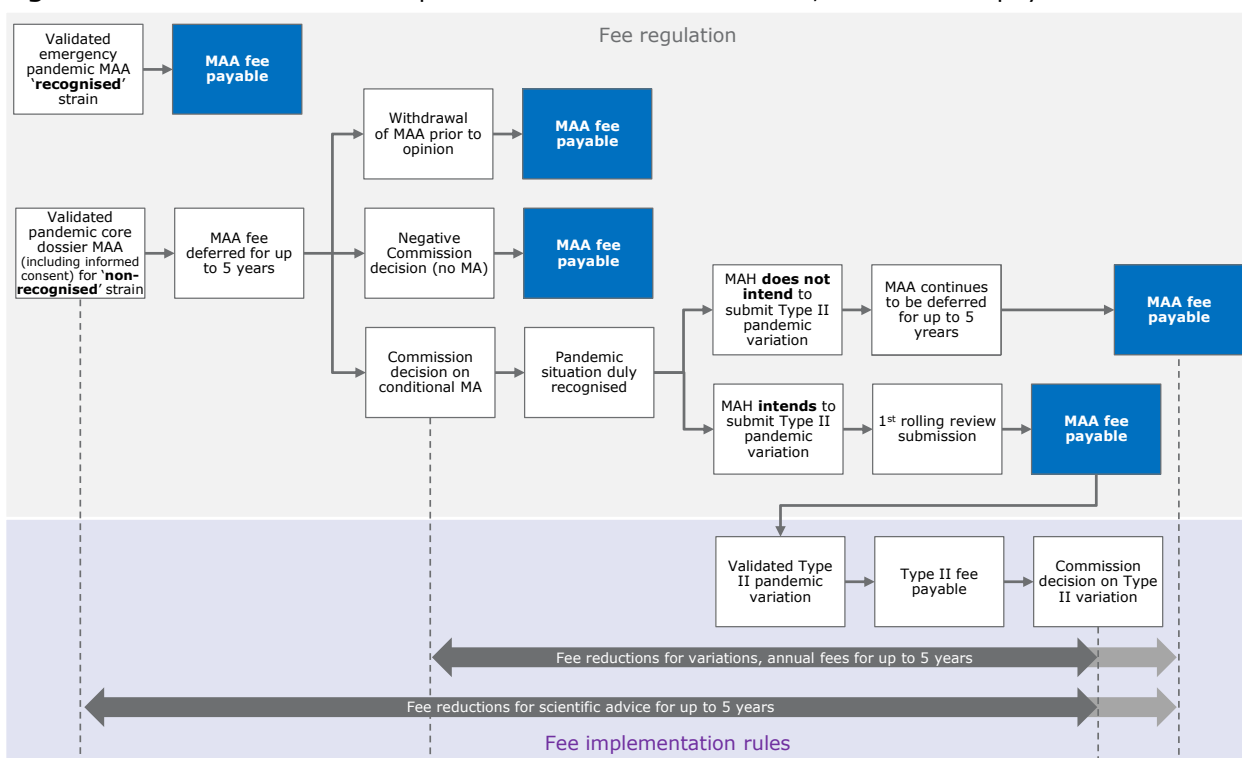 Fee regulation
Validated
emergency
pandemic MAA
‘recognised’
strain
MAA fee
payable
Withdrawal
of MAA prior to
opinion
MAA fee
payable
Validated
pandemic core
dossier MAA
(including informed
consent) for ‘non-
recognised’ strain
MAA fee
deferred for up
to 5 years
Negative
Commission
decision (no MA)
MAA fee
payable
Commission
decision on
conditional MA
Pandemic
situation duly
recognised
MAH does not
intend to
submit Type II
pandemic
variation
MAA continues
to be deferred
for up to 5
yrears
MAA fee
payable
MAH intends to
submit Type II
pandemic
variation
1st rolling review
submission
MAA fee
payable
Validated Type
II pandemic
variation
Type II fee
payable
Commission
decision on Type
II variation
Fee reductions for variations, annual fees for up to 5 years
Fee reductions for scientific advice for up to 5 years
Fee implementation rules